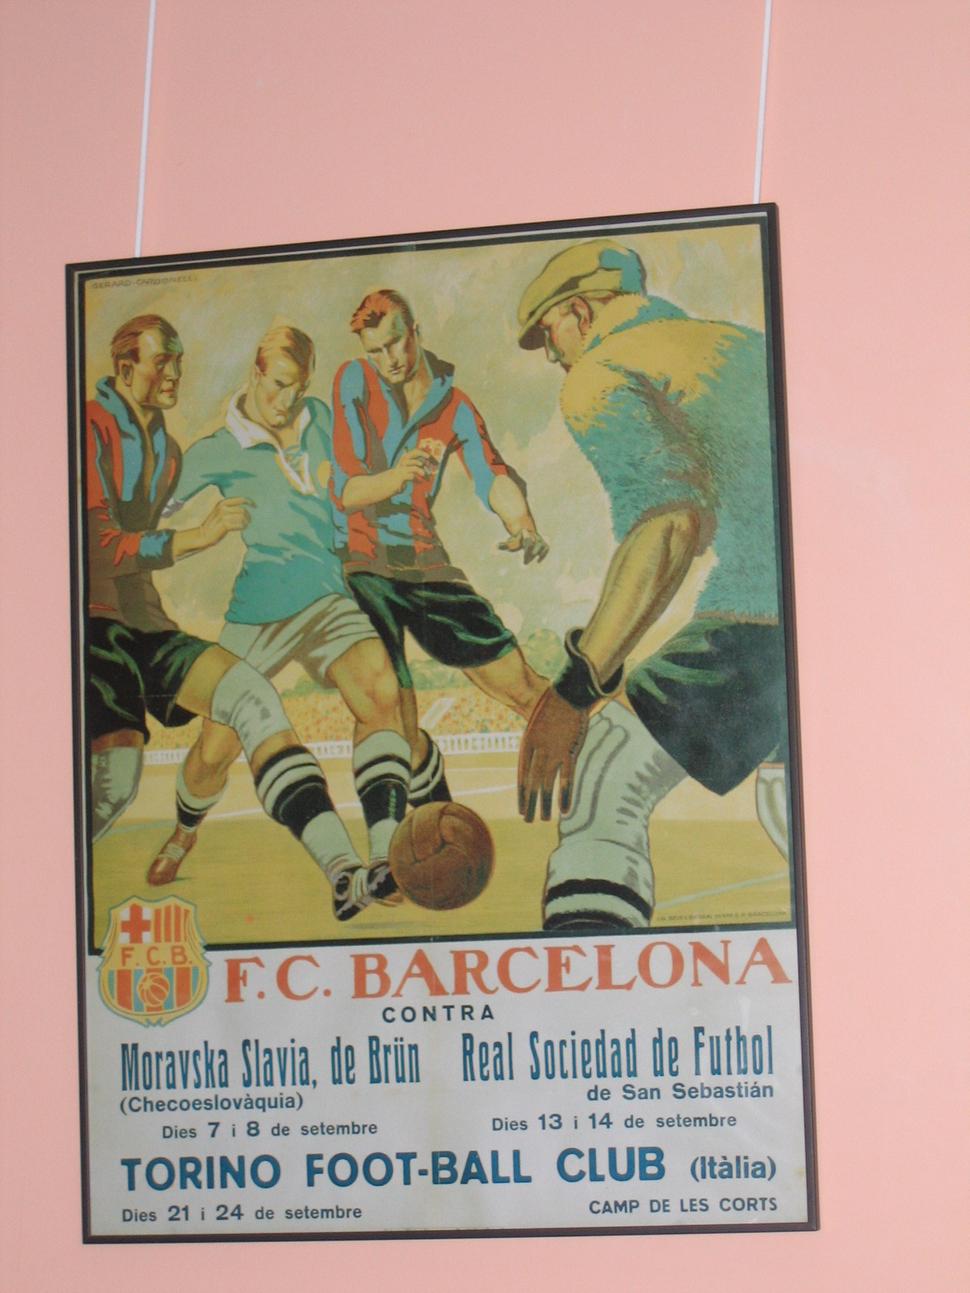 GERARD-CARBONELL
F.C.B.
F.C. BARCELONA
CONTRA
Moravska Slavia, de Brün
(Checoeslovàquia)
Dies 7 i 8 de setembre
Real Sociedad de Futbol
de San Sebastián
Dies 13 i 14 de setembre
TORINO FOOT-BALL CLUB (Itàlia)
Dies 21 i 24 de setembre
CAMP DE LES CORTS